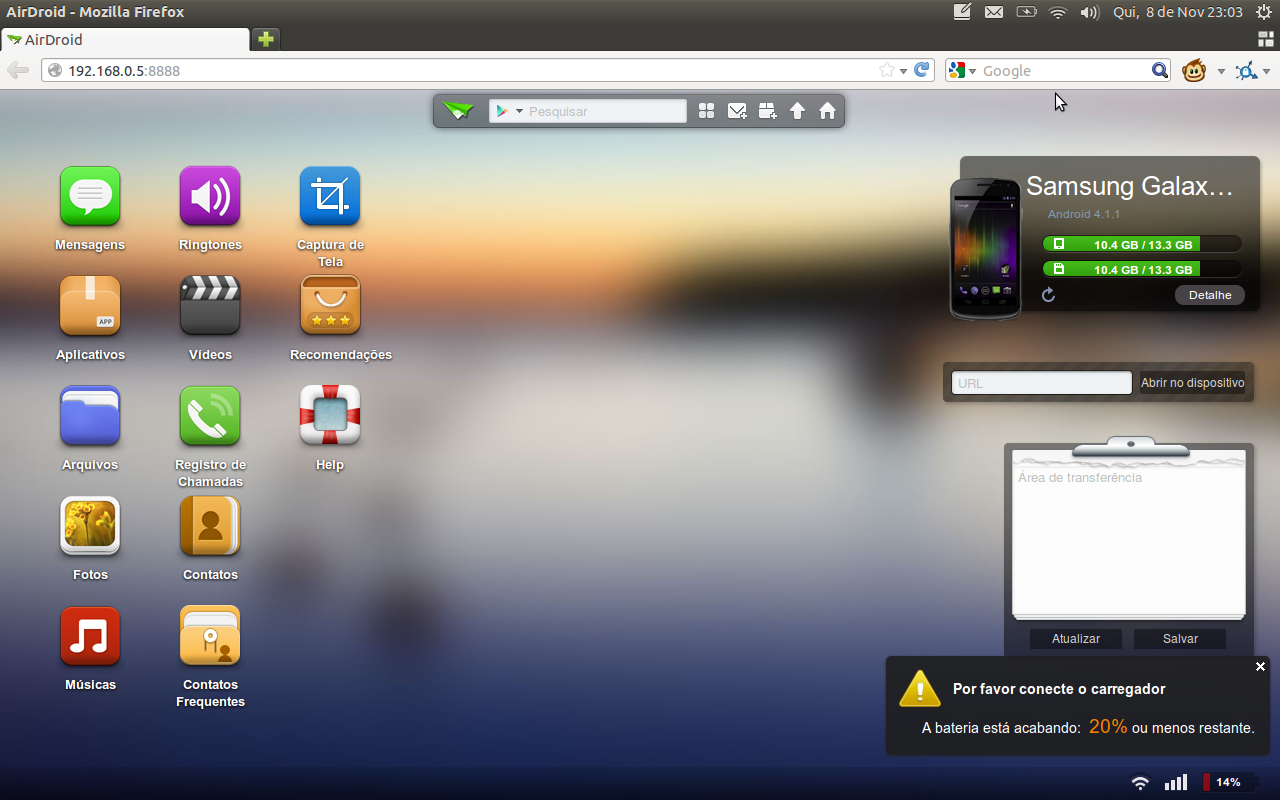 AirDroid - Mozilla Firefox
Qui, 8 de Nov 23:03
AirDroid
192.168.0.5:8888
Google
Pesquisar
Mensagens
Ringtones
Captura de
Tela
Samsung Galax...
Android 4.1.1
10.4 GB / 13.3 GB
10.4 GB / 13.3 GB
Detalhe
APP
Aplicativos
Vídeos
Recomendações
URL
Abrir no dispositivo
Arquivos
Registro de
Chamadas
Help
Área de transferência
Fotos
Contatos
Atualizar
Salvar
Músicas
Contatos
Frequentes
Por favor conecte o carregador
A bateria está acabando: 20% ou menos restante.
14%